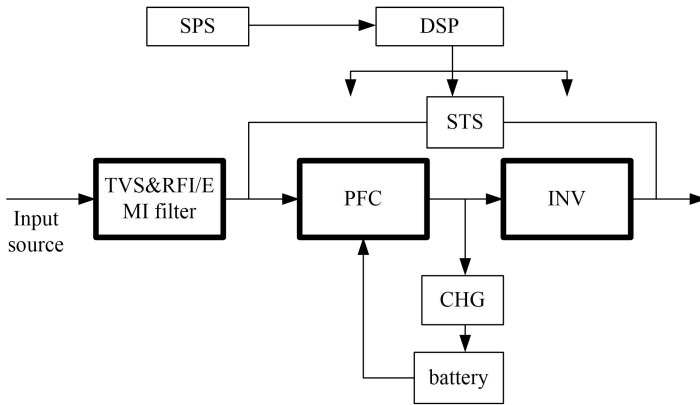 SPS
DSP
STS
TVS&RFI/E
MI filter
PFC
INV
Input
source
CHG
battery